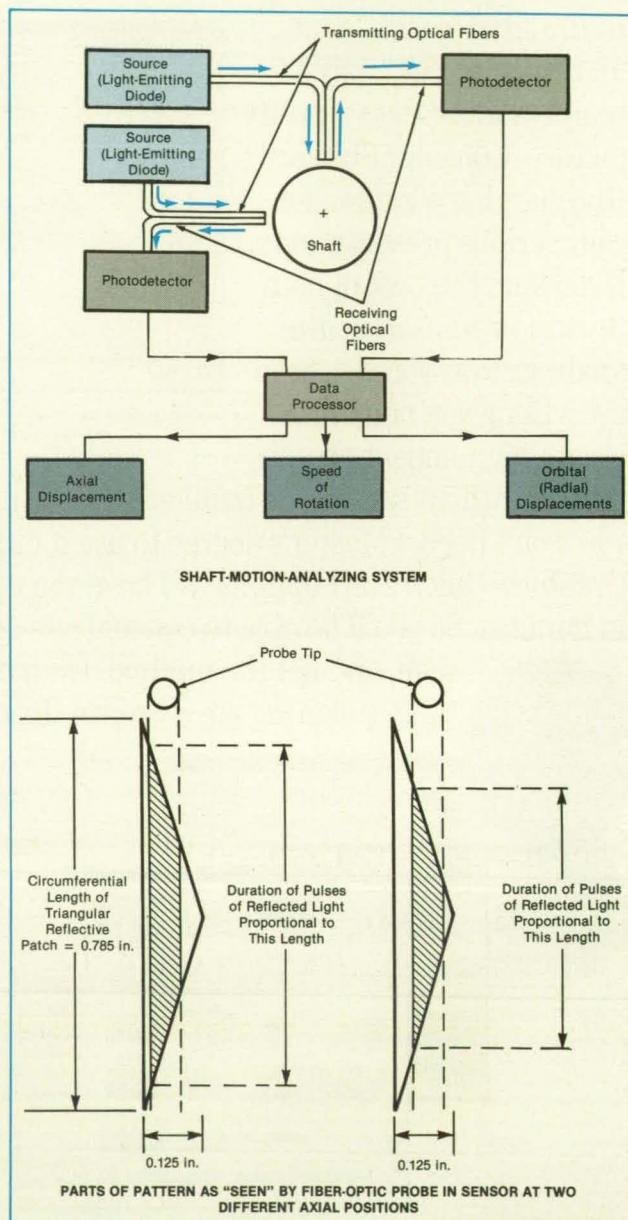 Transmitting Optical Fibers
Source
(Light-Emitting
Diode)
Photodetector
Source
(Light-Emitting
Diode)
+
Shaft
Photodetector
Receiving
Optical
Fibers
Data
Processor
Axial
Displacement
Speed
of
Rotation
Orbital
(Radial)
Displacements
SHAFT-MOTION-ANALYZING SYSTEM
Probe Tip
Circumferential
Length of
Triangular
Reflective
Patch = 0.785 in.
Duration of Pulses
of Reflected Light
Proportional to
This Length
Duration of Pulses
of Reflected Light
Proportional to
This Length
0.125 in.
0.125 in.
PARTS OF PATTERN AS “SEEN” BY FIBER-OPTIC PROBE IN SENSOR AT TWO
DIFFERENT AXIAL POSITIONS